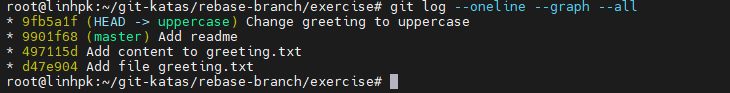 root@linhpk:~/git-katas/rebase-branch/exercise# git log --oneline --graph --all
* 9fb5a1f (HEAD -> uppercase) Change greeting to uppercase
* 9901f68 (master) Add readme
* 497115d Add content to greeting.txt
* d47e904 Add file greeting.txt
root@linhpk:~/git-katas/rebase-branch/exercise#